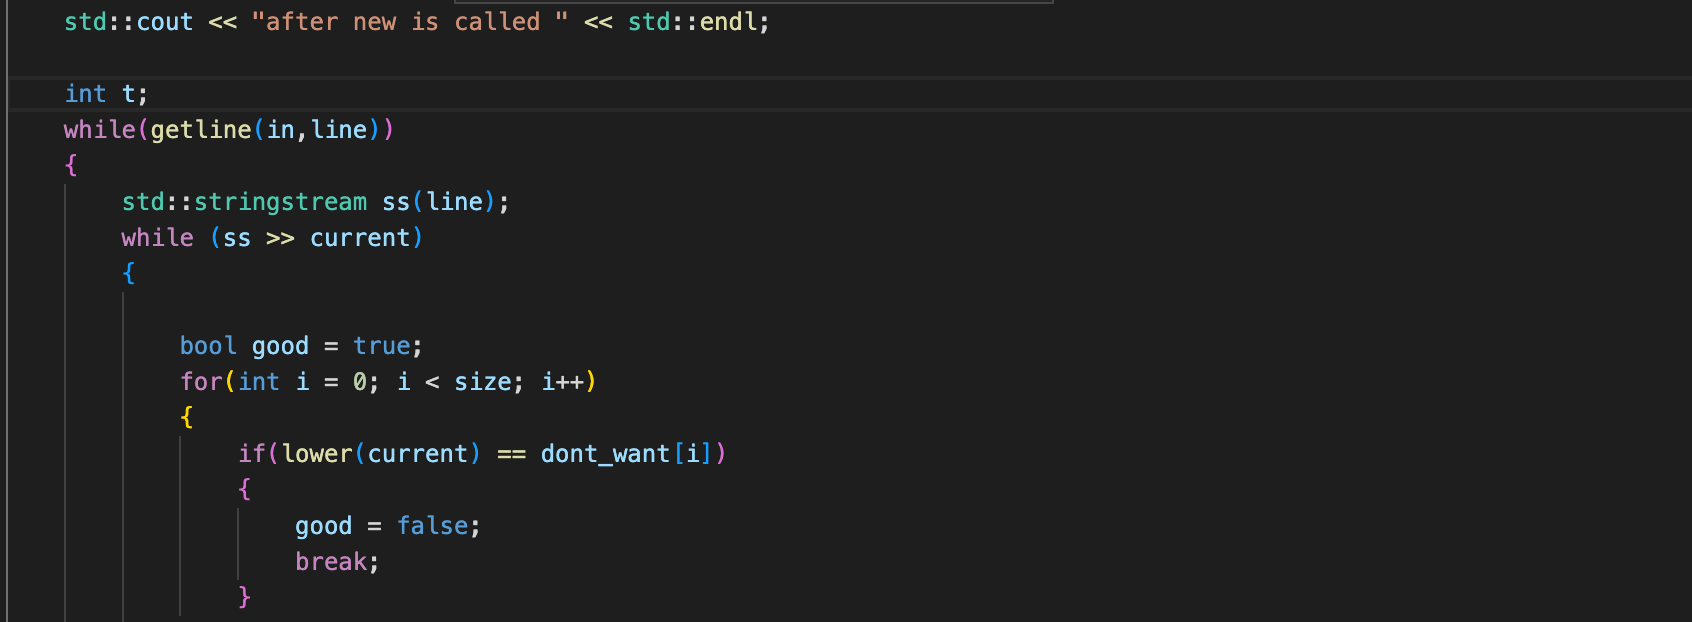 std::cout << "after new is called " << std::endl;
int t;
while(getline(in,line))
{
std::stringstream ss(line);
while (ss >> current)
{
bool good = true;
for(int i = 0; i < size; i++)
{
if(lower(current) == dont_want[i])
{
good = false;
break;
}